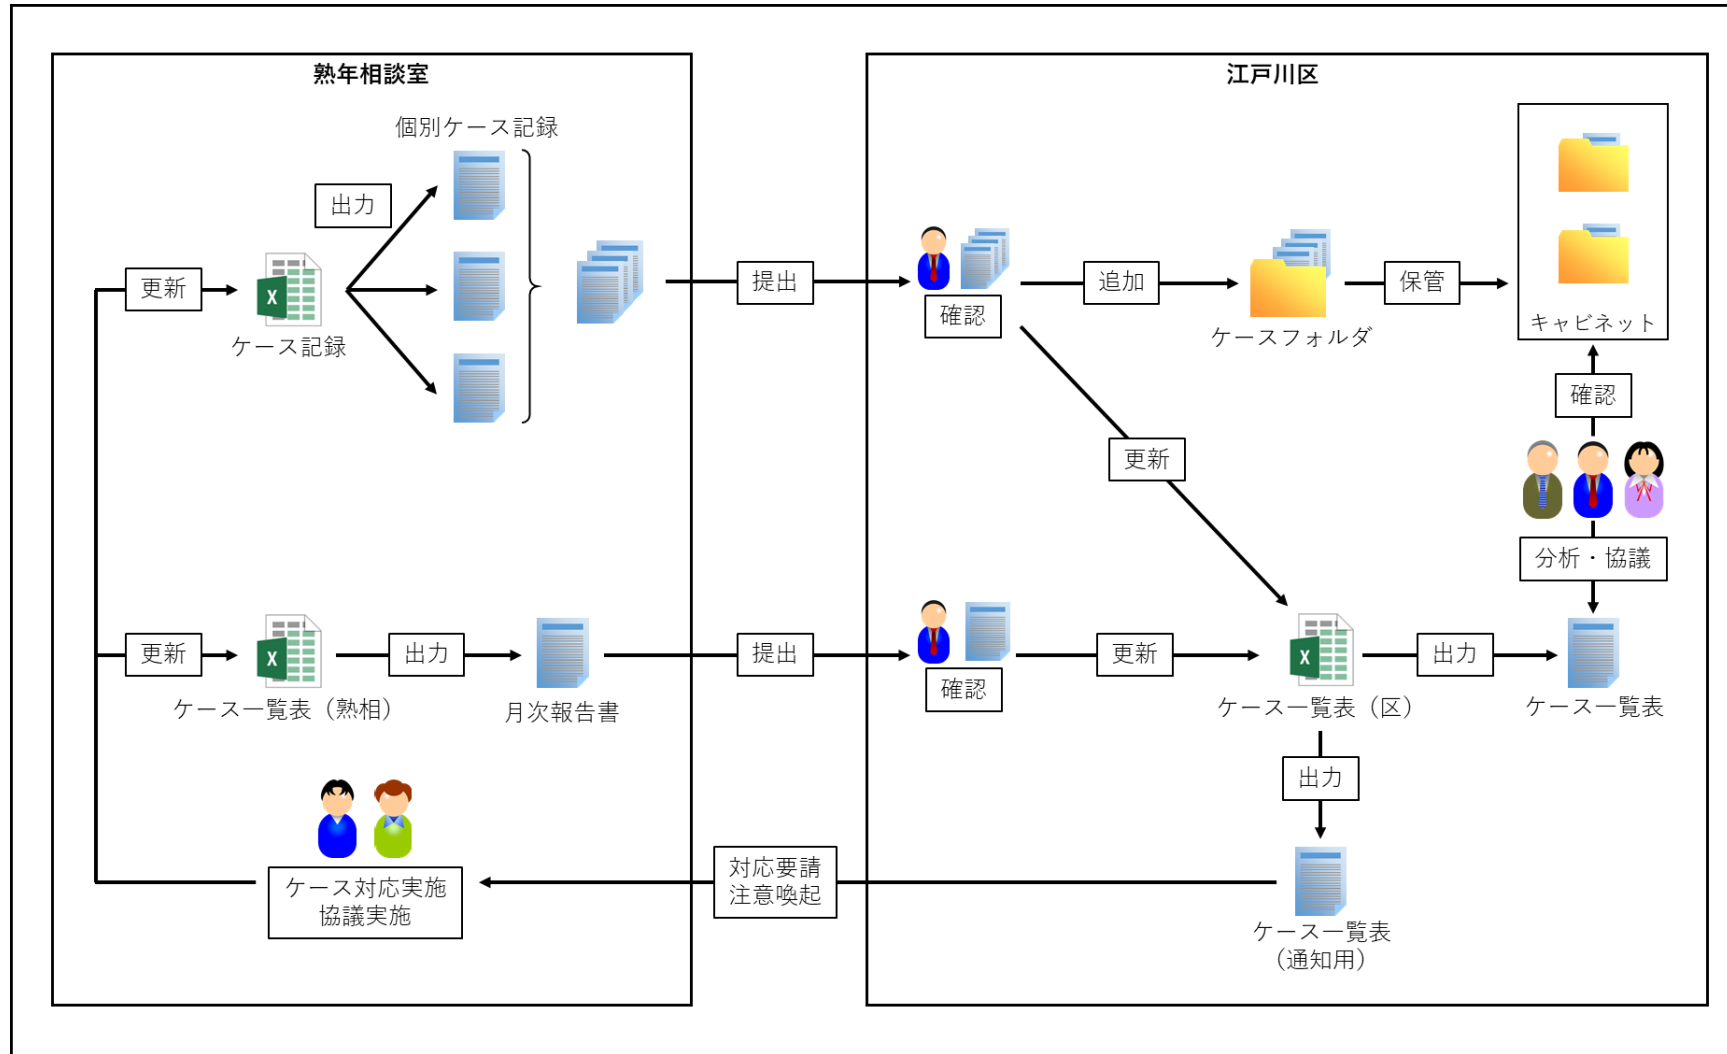 熟年相談室
江戸川区
個別ケース記録
出力
更新
ケース記録
提出
確認
追加
ケースフォルダ
保管
キャビネット
確認
更新
分析・協議
更新
ケース一覧表（熟相）
出力
月次報告書
提出
確認
更新
ケース一覧表（区）
出力
ケース一覧表
出力
対応要請
注意喚起
ケース対応実施
協議実施
ケース一覧表
（通知用）